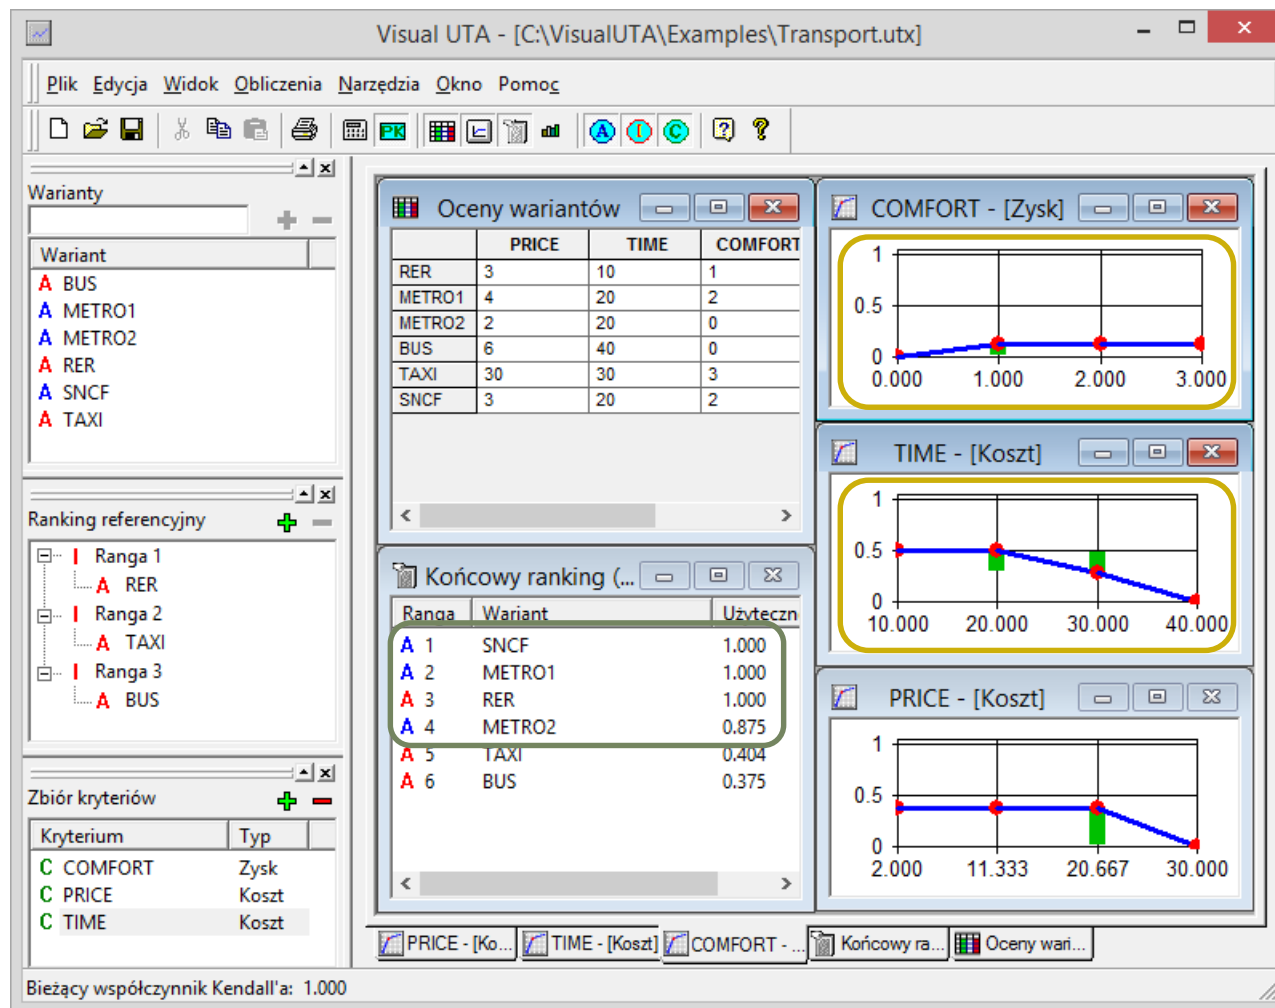 Visual UTA - [C:\VisualUTA\Examples\Transport.utx]
Plik Edycja Widok Obliczenia Narzędzia Okno Pomoc
PK A I C ? ?
Warianty
Wariant
A BUS
A METRO1
A METRO2
A RER
A SNCF
A TAXI
Ranking referencyjny
I Ranga 1
A RER
I Ranga 2
A TAXI
I Ranga 3
A BUS
Zbiór kryteriów
Kryterium Typ
C COMFORT Zysk
C PRICE Koszt
C TIME Koszt
Oceny wariantów
PRICE TIME COMFORT
RER 3 10 1
METRO1 4 20 2
METRO2 2 20 0
BUS 6 40 0
TAXI 30 30 3
SNCF 3 20 2
Końcowy ranking (...
Ranga Wariant Użyteczn
A 1 SNCF 1.000
A 2 METRO1 1.000
A 3 RER 1.000
A 4 METRO2 0.875
A 5 TAXI 0.404
A 6 BUS 0.375
COMFORT - [Zysk]
1
0.5
0
0.000 1.000 2.000 3.000
TIME - [Koszt]
1
0.5
0
10.000 20.000 30.000 40.000
PRICE - [Koszt]
1
0.5
0
2.000 11.333 20.667 30.000
PRICE - [Ko... TIME - [Koszt] COMFORT - ... Końcowy ra... Oceny wari...
Bieżący współczynnik Kendall'a: 1.000